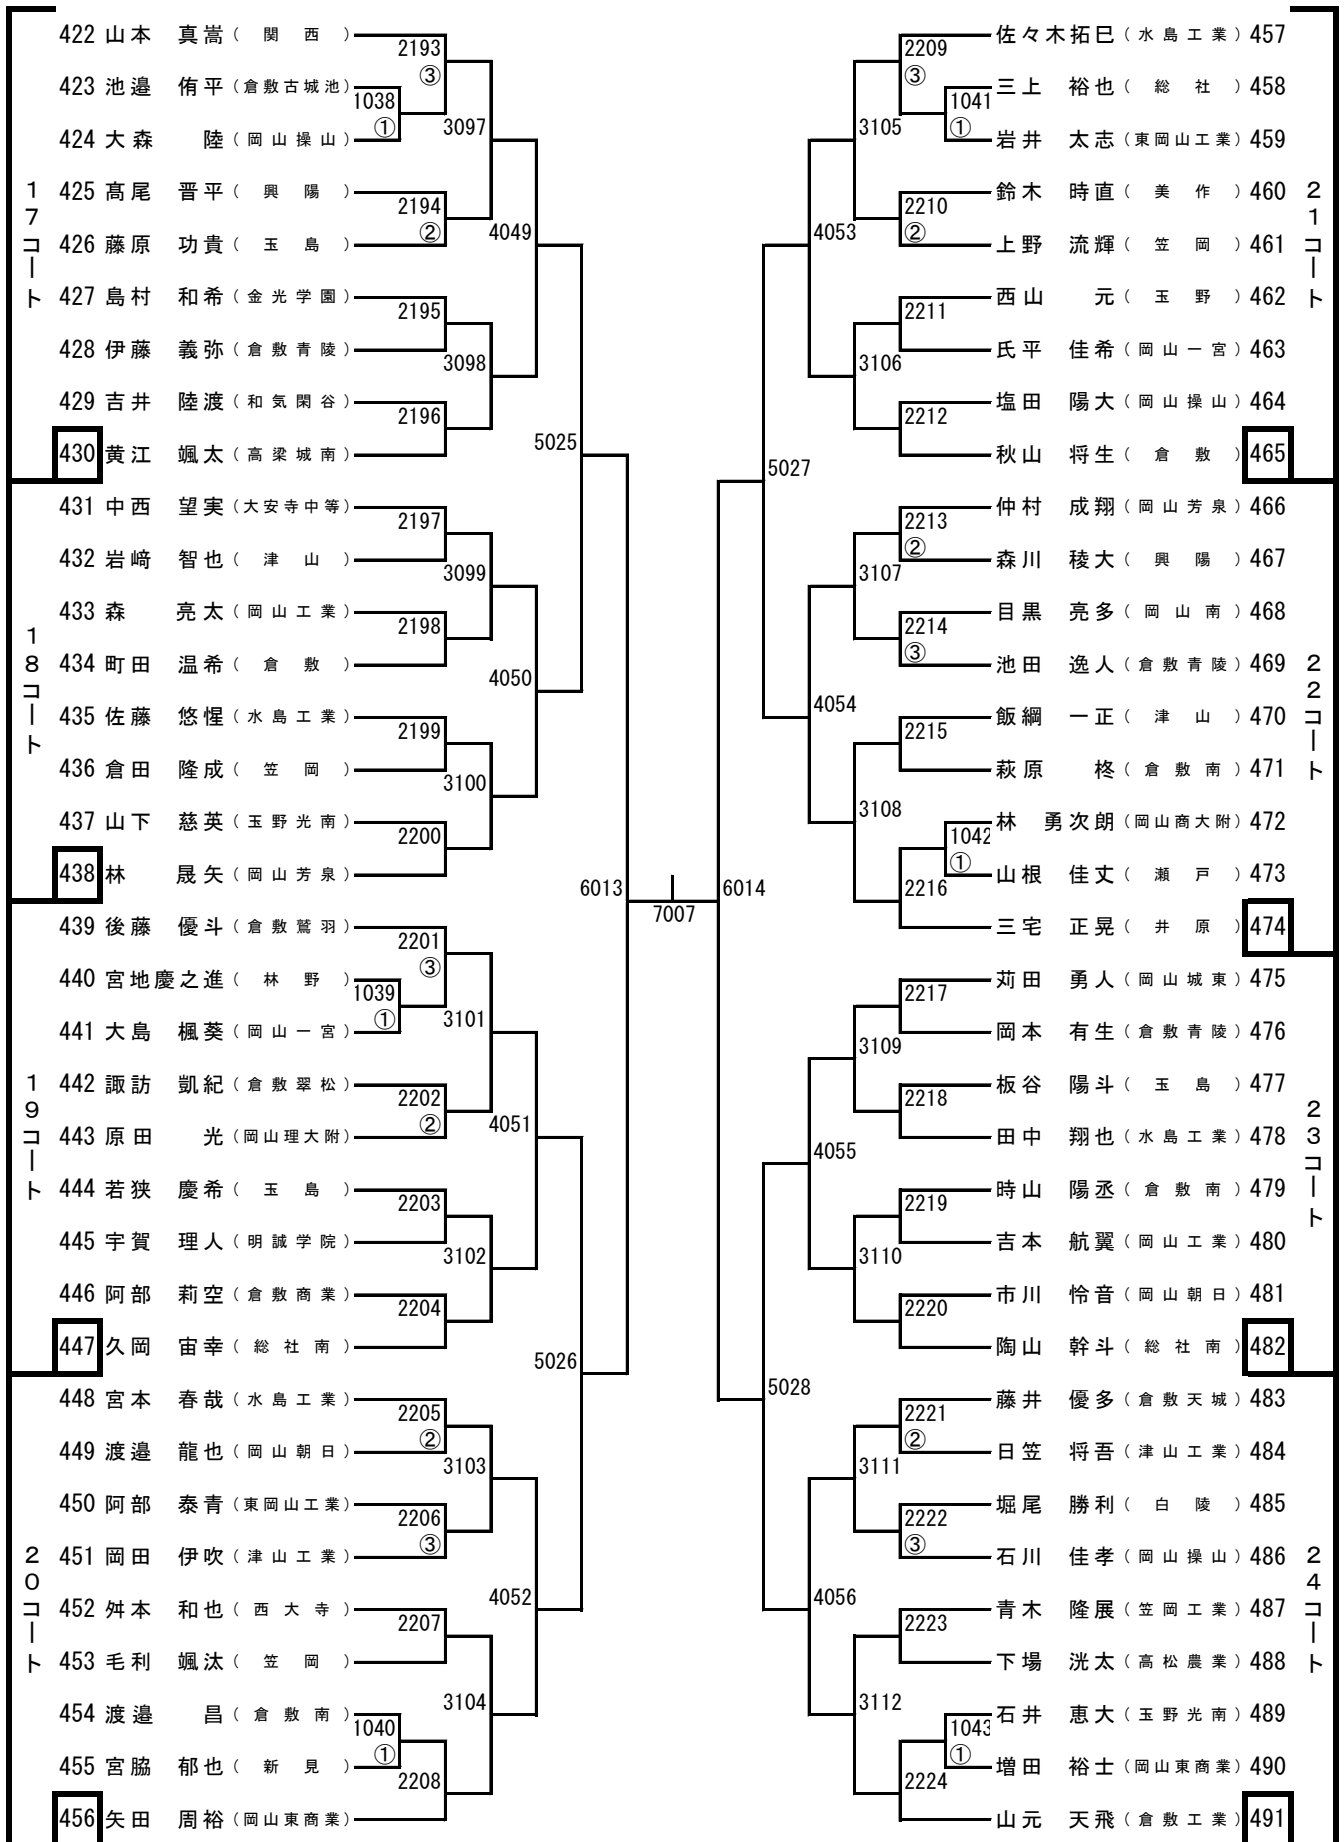 17コート
422 山本 真嵩（関西）
423 池邉 侑平（倉敷古城池）
424 大森 陸（岡山操山）
425 髙尾 晋平（興陽）
426 藤原 功貴（玉島）
427 島村 和希（金光学園）
428 伊藤 義弥（倉敷青陵）
429 吉井 陸渡（和気閑谷）
430 黄江 颯太（高梁城南）
18コート
431 中西 望実（大安寺中等）
432 岩﨑 智也（津山）
433 森 亮太（岡山工業）
434 町田 温希（倉敷）
435 佐藤 悠惺（水島工業）
436 倉田 隆成（笠岡）
437 山下 慈英（玉野光南）
438 林 晟矢（岡山芳泉）
19コート
439 後藤 優斗（倉敷鷲羽）
440 宮地慶之進（林野）
441 大島 楓葵（岡山一宮）
442 諏訪 凱紀（倉敷翠松）
443 原田 光（岡山理大附）
444 若狭 慶希（玉島）
445 宇賀 理人（明誠学院）
446 阿部 莉空（倉敷商業）
447 久岡 宙幸（総社南）
20コート
448 宮本 春哉（水島工業）
449 渡邉 龍也（岡山朝日）
450 阿部 泰青（東岡山工業）
451 岡田 伊吹（津山工業）
452 舛本 和也（西大寺）
453 毛利 颯汰（笠岡）
454 渡邉 昌（倉敷南）
455 宮脇 郁也（新見）
456 矢田 周裕（岡山東商業）
1038
①
1039
①
1040
①
2193
③
2194
②
2195
2196
2197
2198
2199
2200
2201
③
2202
②
2203
2204
2205
②
2206
③
2207
2208
3097
3098
3099
3100
3101
3102
3103
3104
4049
4050
4051
4052
5025
5026
6013
7007
6014
5027
5028
4053
4054
4055
4056
3105
3106
3107
3108
3109
3110
3111
3112
2209
③
2210
②
2211
2212
2213
②
2214
③
2215
2216
2217
2218
2219
2220
2221
②
2222
③
2223
2224
1041
①
1042
①
1043
①
21コート
佐々木拓巳（水島工業）457
三上 裕也（総社）458
岩井 太志（東岡山工業）459
鈴木 時直（美作）460
上野 流輝（笠岡）461
西山 元（玉野）462
氏平 佳希（岡山一宮）463
塩田 陽大（岡山操山）464
秋山 将生（倉敷）465
22コート
仲村 成翔（岡山芳泉）466
森川 稜大（興陽）467
目黒 亮多（岡山南）468
池田 逸人（倉敷青陵）469
飯綱 一正（津山）470
萩原 柊（倉敷南）471
林 勇次朗（岡山商大附）472
山根 佳丈（瀬戸）473
三宅 正晃（井原）474
23コート
苅田 勇人（岡山城東）475
岡本 有生（倉敷青陵）476
板谷 陽斗（玉島）477
田中 翔也（水島工業）478
時山 陽丞（倉敷南）479
吉本 航翼（岡山工業）480
市川 怜音（岡山朝日）481
陶山 幹斗（総社南）482
24コート
藤井 優多（倉敷天城）483
日笠 将吾（津山工業）484
堀尾 勝利（白陵）485
石川 佳孝（岡山操山）486
青木 隆展（笠岡工業）487
下場 洸太（高松農業）488
石井 恵大（玉野光南）489
増田 裕士（岡山東商業）490
山元 天飛（倉敷工業）491